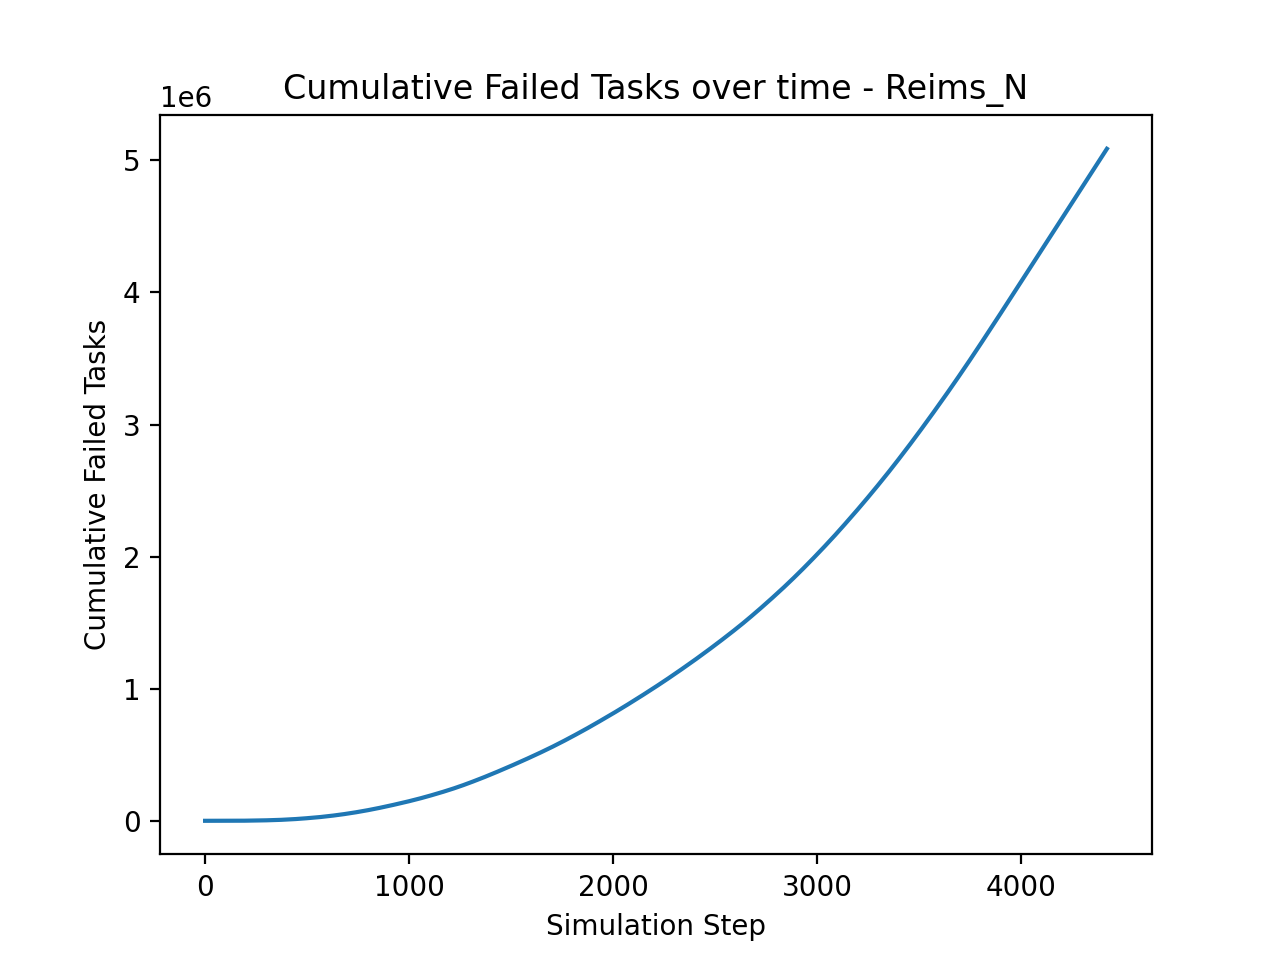 Cumulative Failed Tasks over time - Reims_N
1e6
5
4
3
2
1
0
Cumulative Failed Tasks
0 1000 2000 3000 4000
Simulation Step